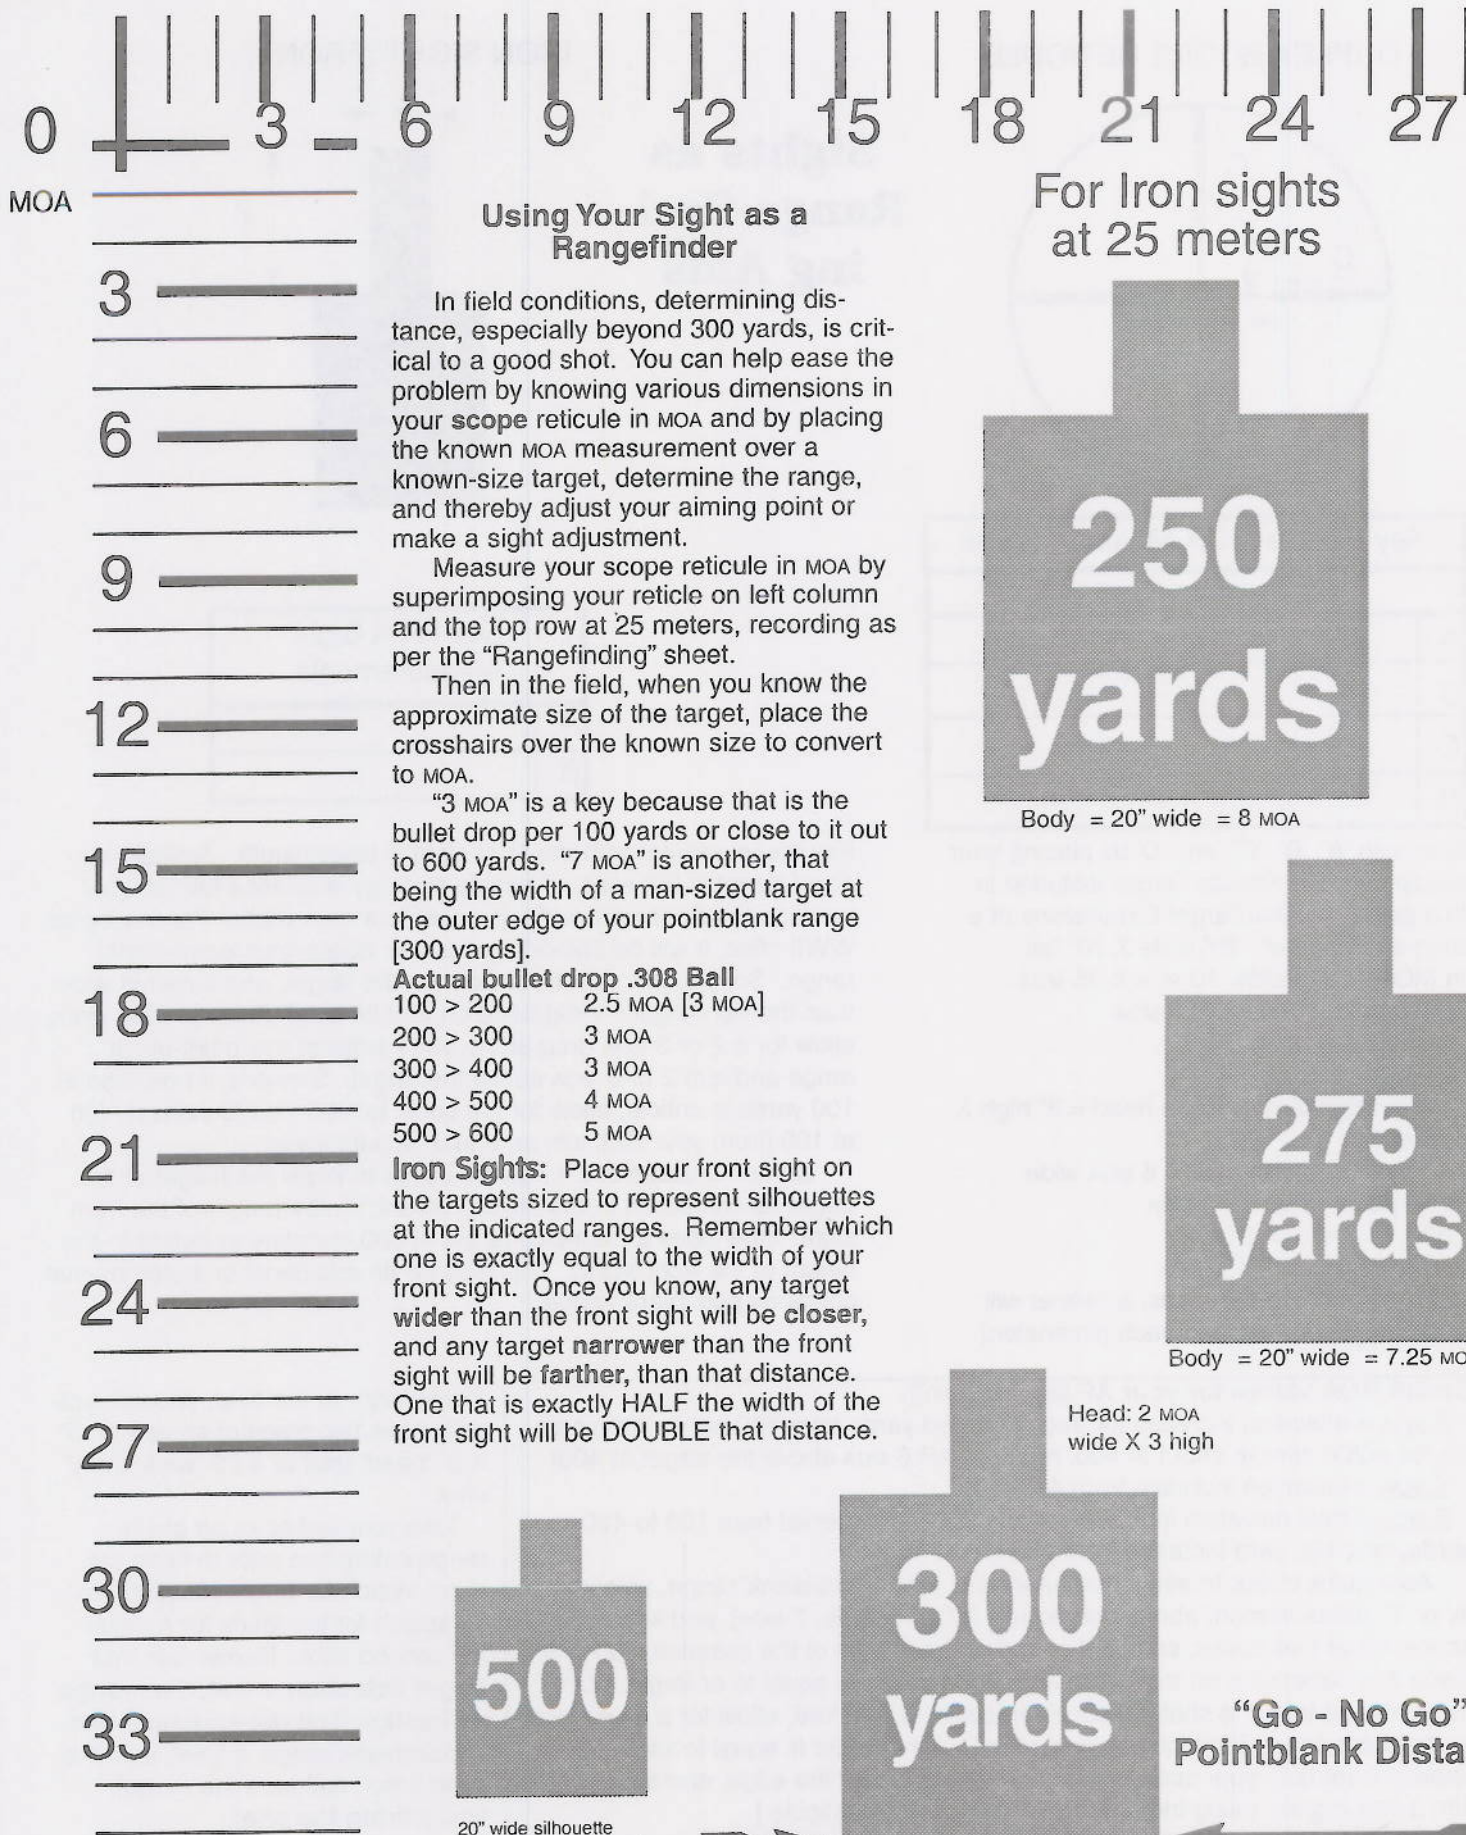 0 3 6 9 12 15 18 21 24 27
MOA
3
6
9
12
15
18
21
24
27
30
33
Using Your Sight as a
Rangefinder
In field conditions, determining dis-
tance, especially beyond 300 yards, is crit-
ical to a good shot. You can help ease the
problem by knowing various dimensions in
your scope reticule in MOA and by placing
the known MOA measurement over a
known-size target, determine the range,
and thereby adjust your aiming point or
make a sight adjustment.
Measure your scope reticule in MOA by
superimposing your reticle on left column
and the top row at 25 meters, recording as
per the “Rangefinding” sheet.
Then in the field, when you know the
approximate size of the target, place the
crosshairs over the known size to convert
to MOA.
“3 MOA” is a key because that is the
bullet drop per 100 yards or close to it out
to 600 yards. “7 MOA” is another, that
being the width of a man-sized target at
the outer edge of your pointblank range
[300 yards].
Actual bullet drop .308 Ball
100 > 200 2.5 MOA [3 MOA]
200 > 300 3 MOA
300 > 400 3 MOA
400 > 500 4 MOA
500 > 600 5 MOA
Iron Sights: Place your front sight on
the targets sized to represent silhouettes
at the indicated ranges. Remember which
one is exactly equal to the width of your
front sight. Once you know, any target
wider than the front sight will be closer,
and any target narrower than the front
sight will be farther, than that distance.
One that is exactly HALF the width of the
front sight will be DOUBLE that distance.
For Iron sights
at 25 meters
250
yards
Body = 20” wide = 8 MOA
275
yards
Body = 20” wide = 7.25 MO
Head: 2 MOA
wide X 3 high
300
yards
500
20” wide silhouette
“Go - No Go”
Pointblank Dista